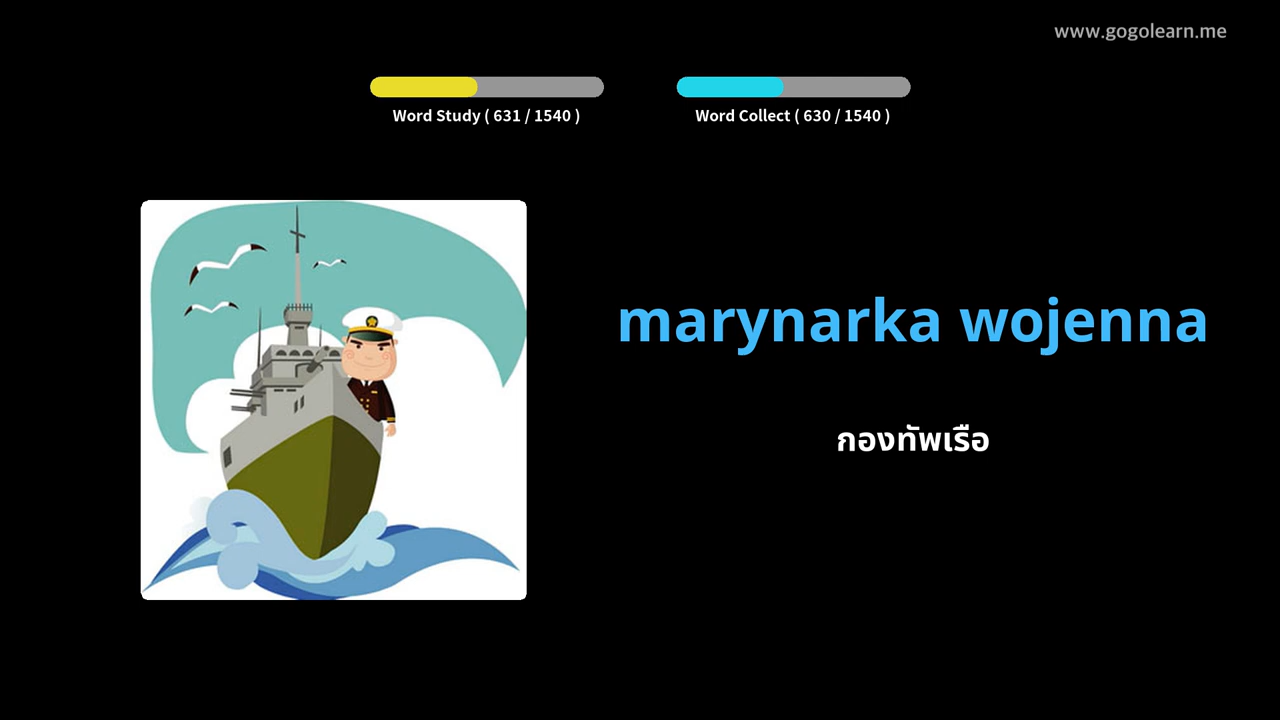 www.gogolearn.me
Word Study ( 631 / 1540 )
Word Collect ( 630 / 1540 )
marynarka wojenna
กองทัพเรือ